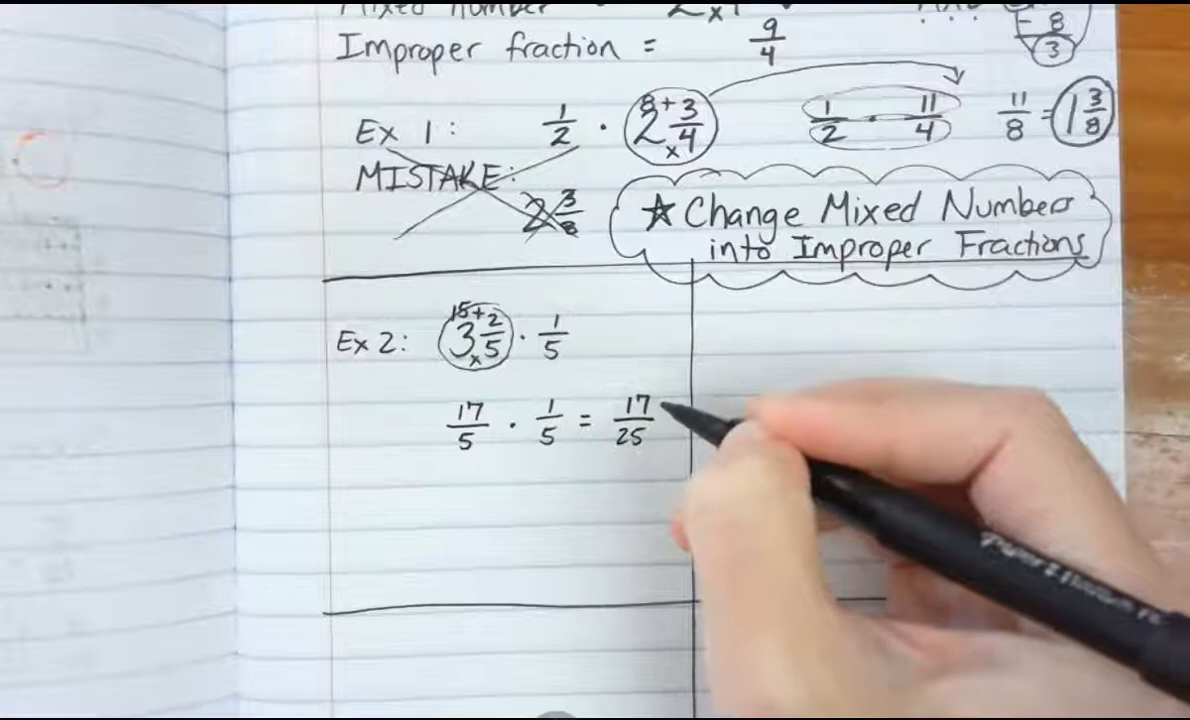 Mixed Number
- 8
Improper fraction = 9/4
3
Ex 1: 1/2 · 8+ 2 x 3/4 1/2 · 11/4 11/8 = 1 3/8
MISTAKE:
2 3/8
★ Change Mixed Numbers
into Improper Fractions
Ex 2: 15+ 3 x 2/5 · 1/5
17/5 · 1/5 = 17/25